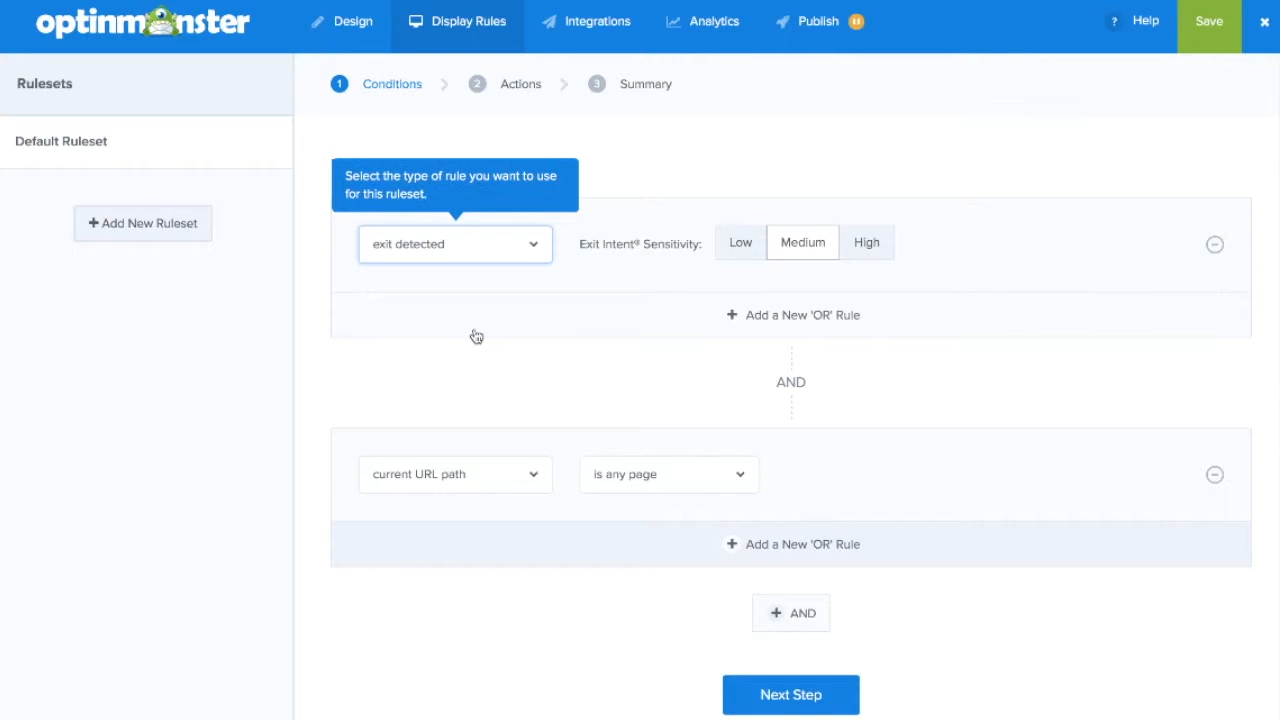 optinmonster
Design
Display Rules
Integrations
Analytics
Publish
? Help
Save
×
Rulesets
1 Conditions
2 Actions
3 Summary
Default Ruleset
+ Add New Ruleset
Select the type of rule you want to use
for this ruleset.
exit detected
Exit Intent® Sensitivity:
Low
Medium
High
+ Add a New 'OR' Rule
AND
current URL path
is any page
+ Add a New 'OR' Rule
+ AND
Next Step